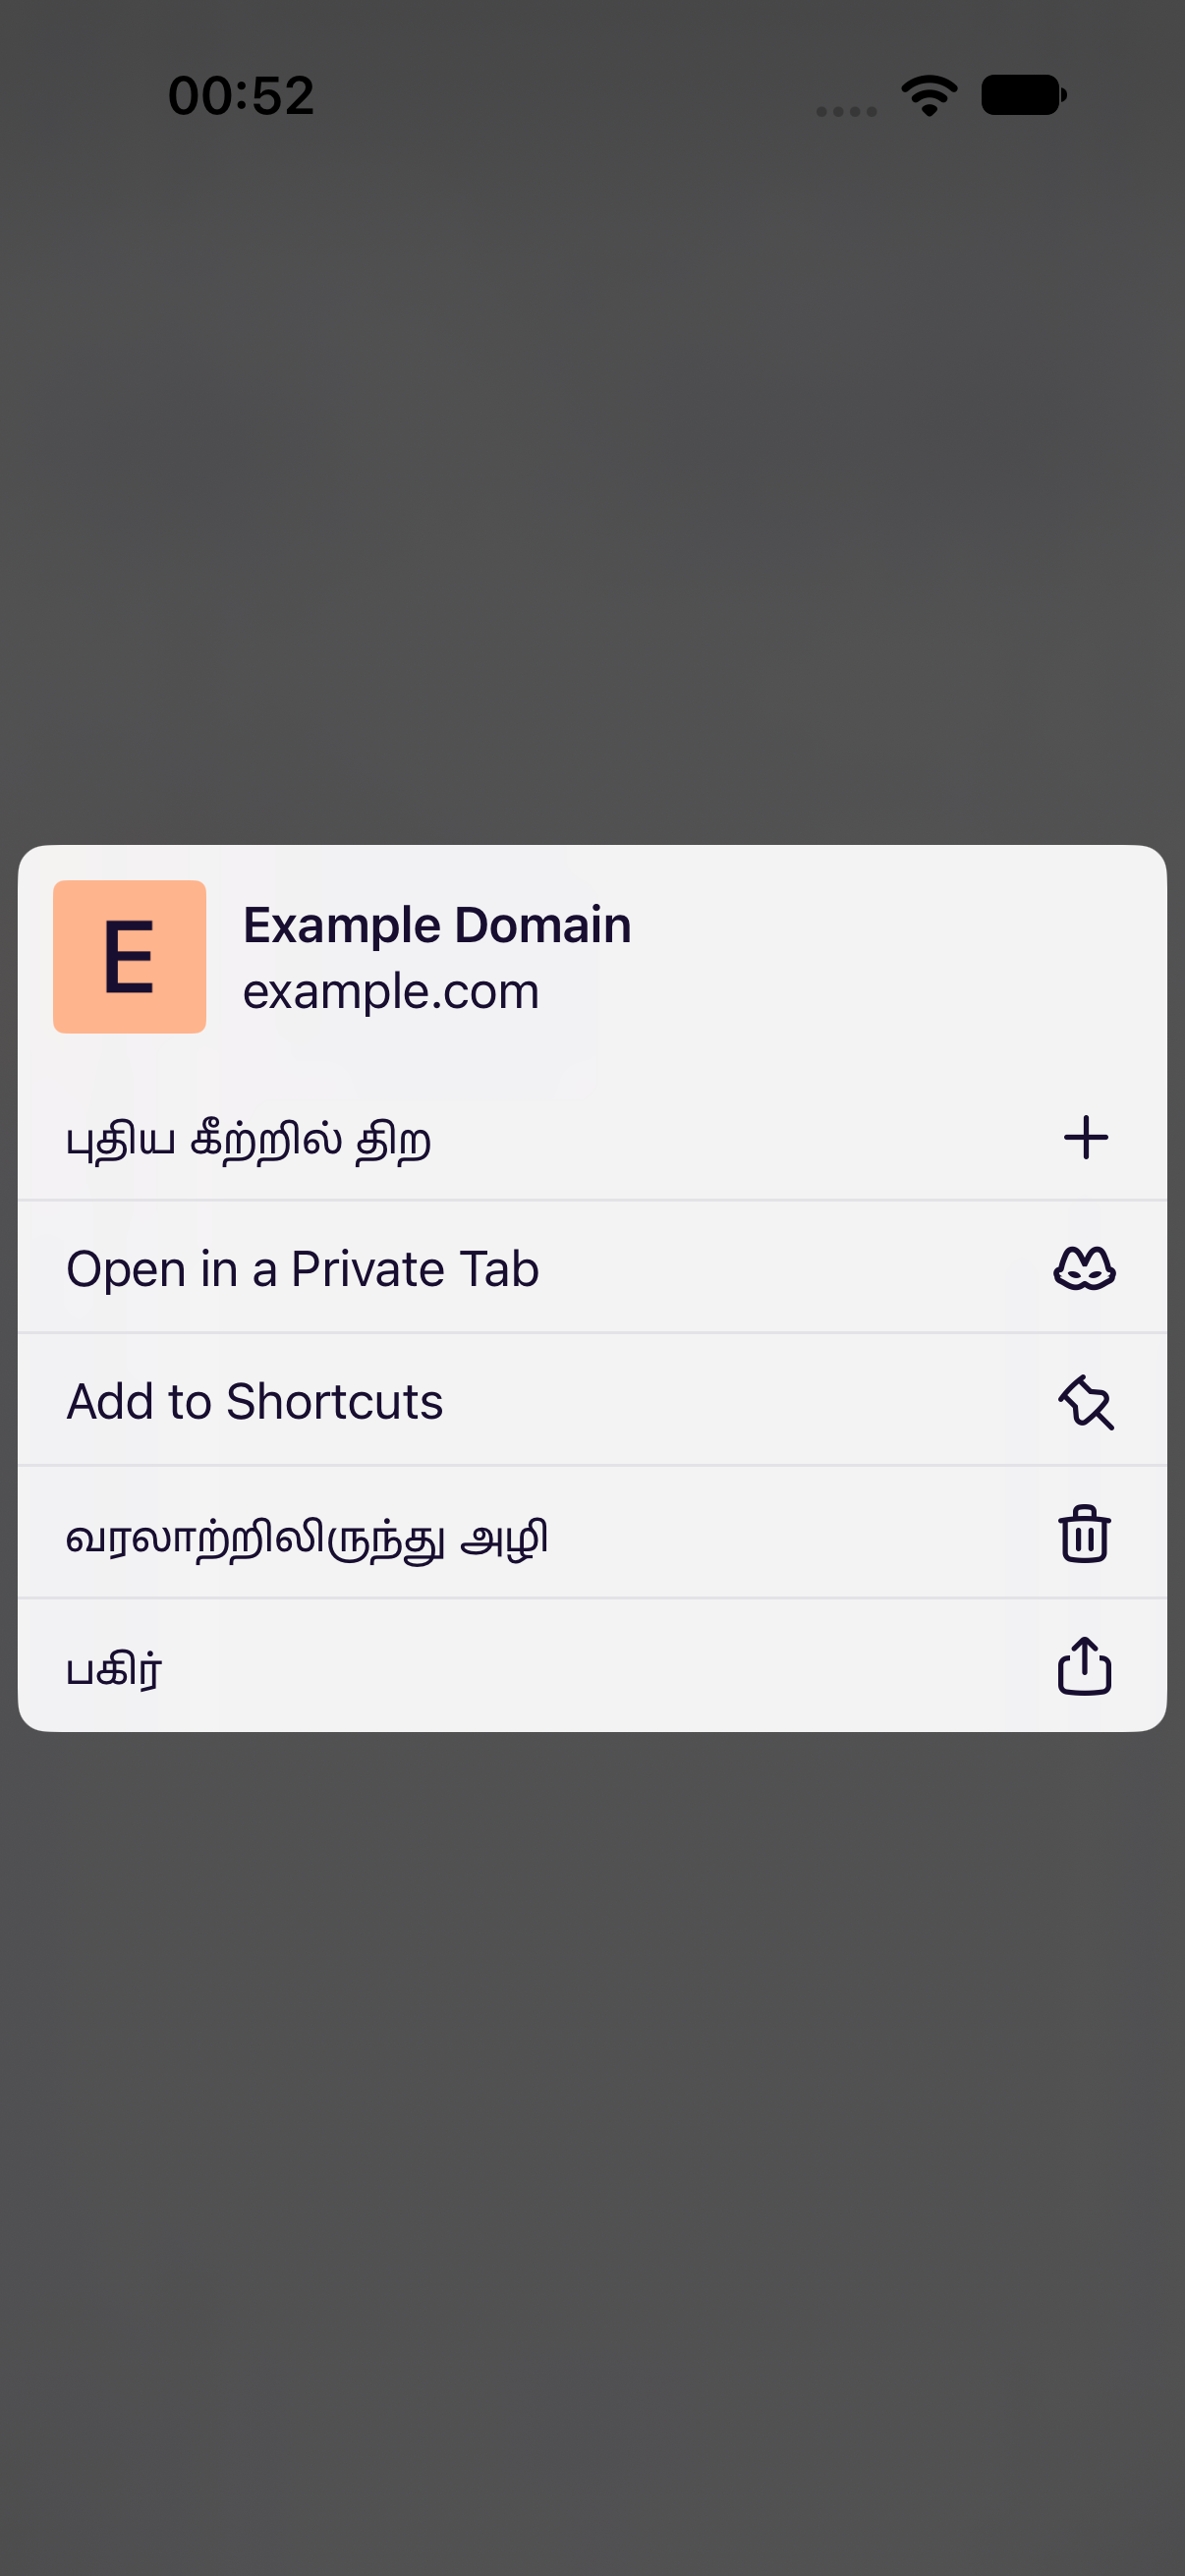 00:52
E
Example Domain
example.com
புதிய கீற்றில் திற
Open in a Private Tab
Add to Shortcuts
வரலாற்றிலிருந்து அழி
பகிர்